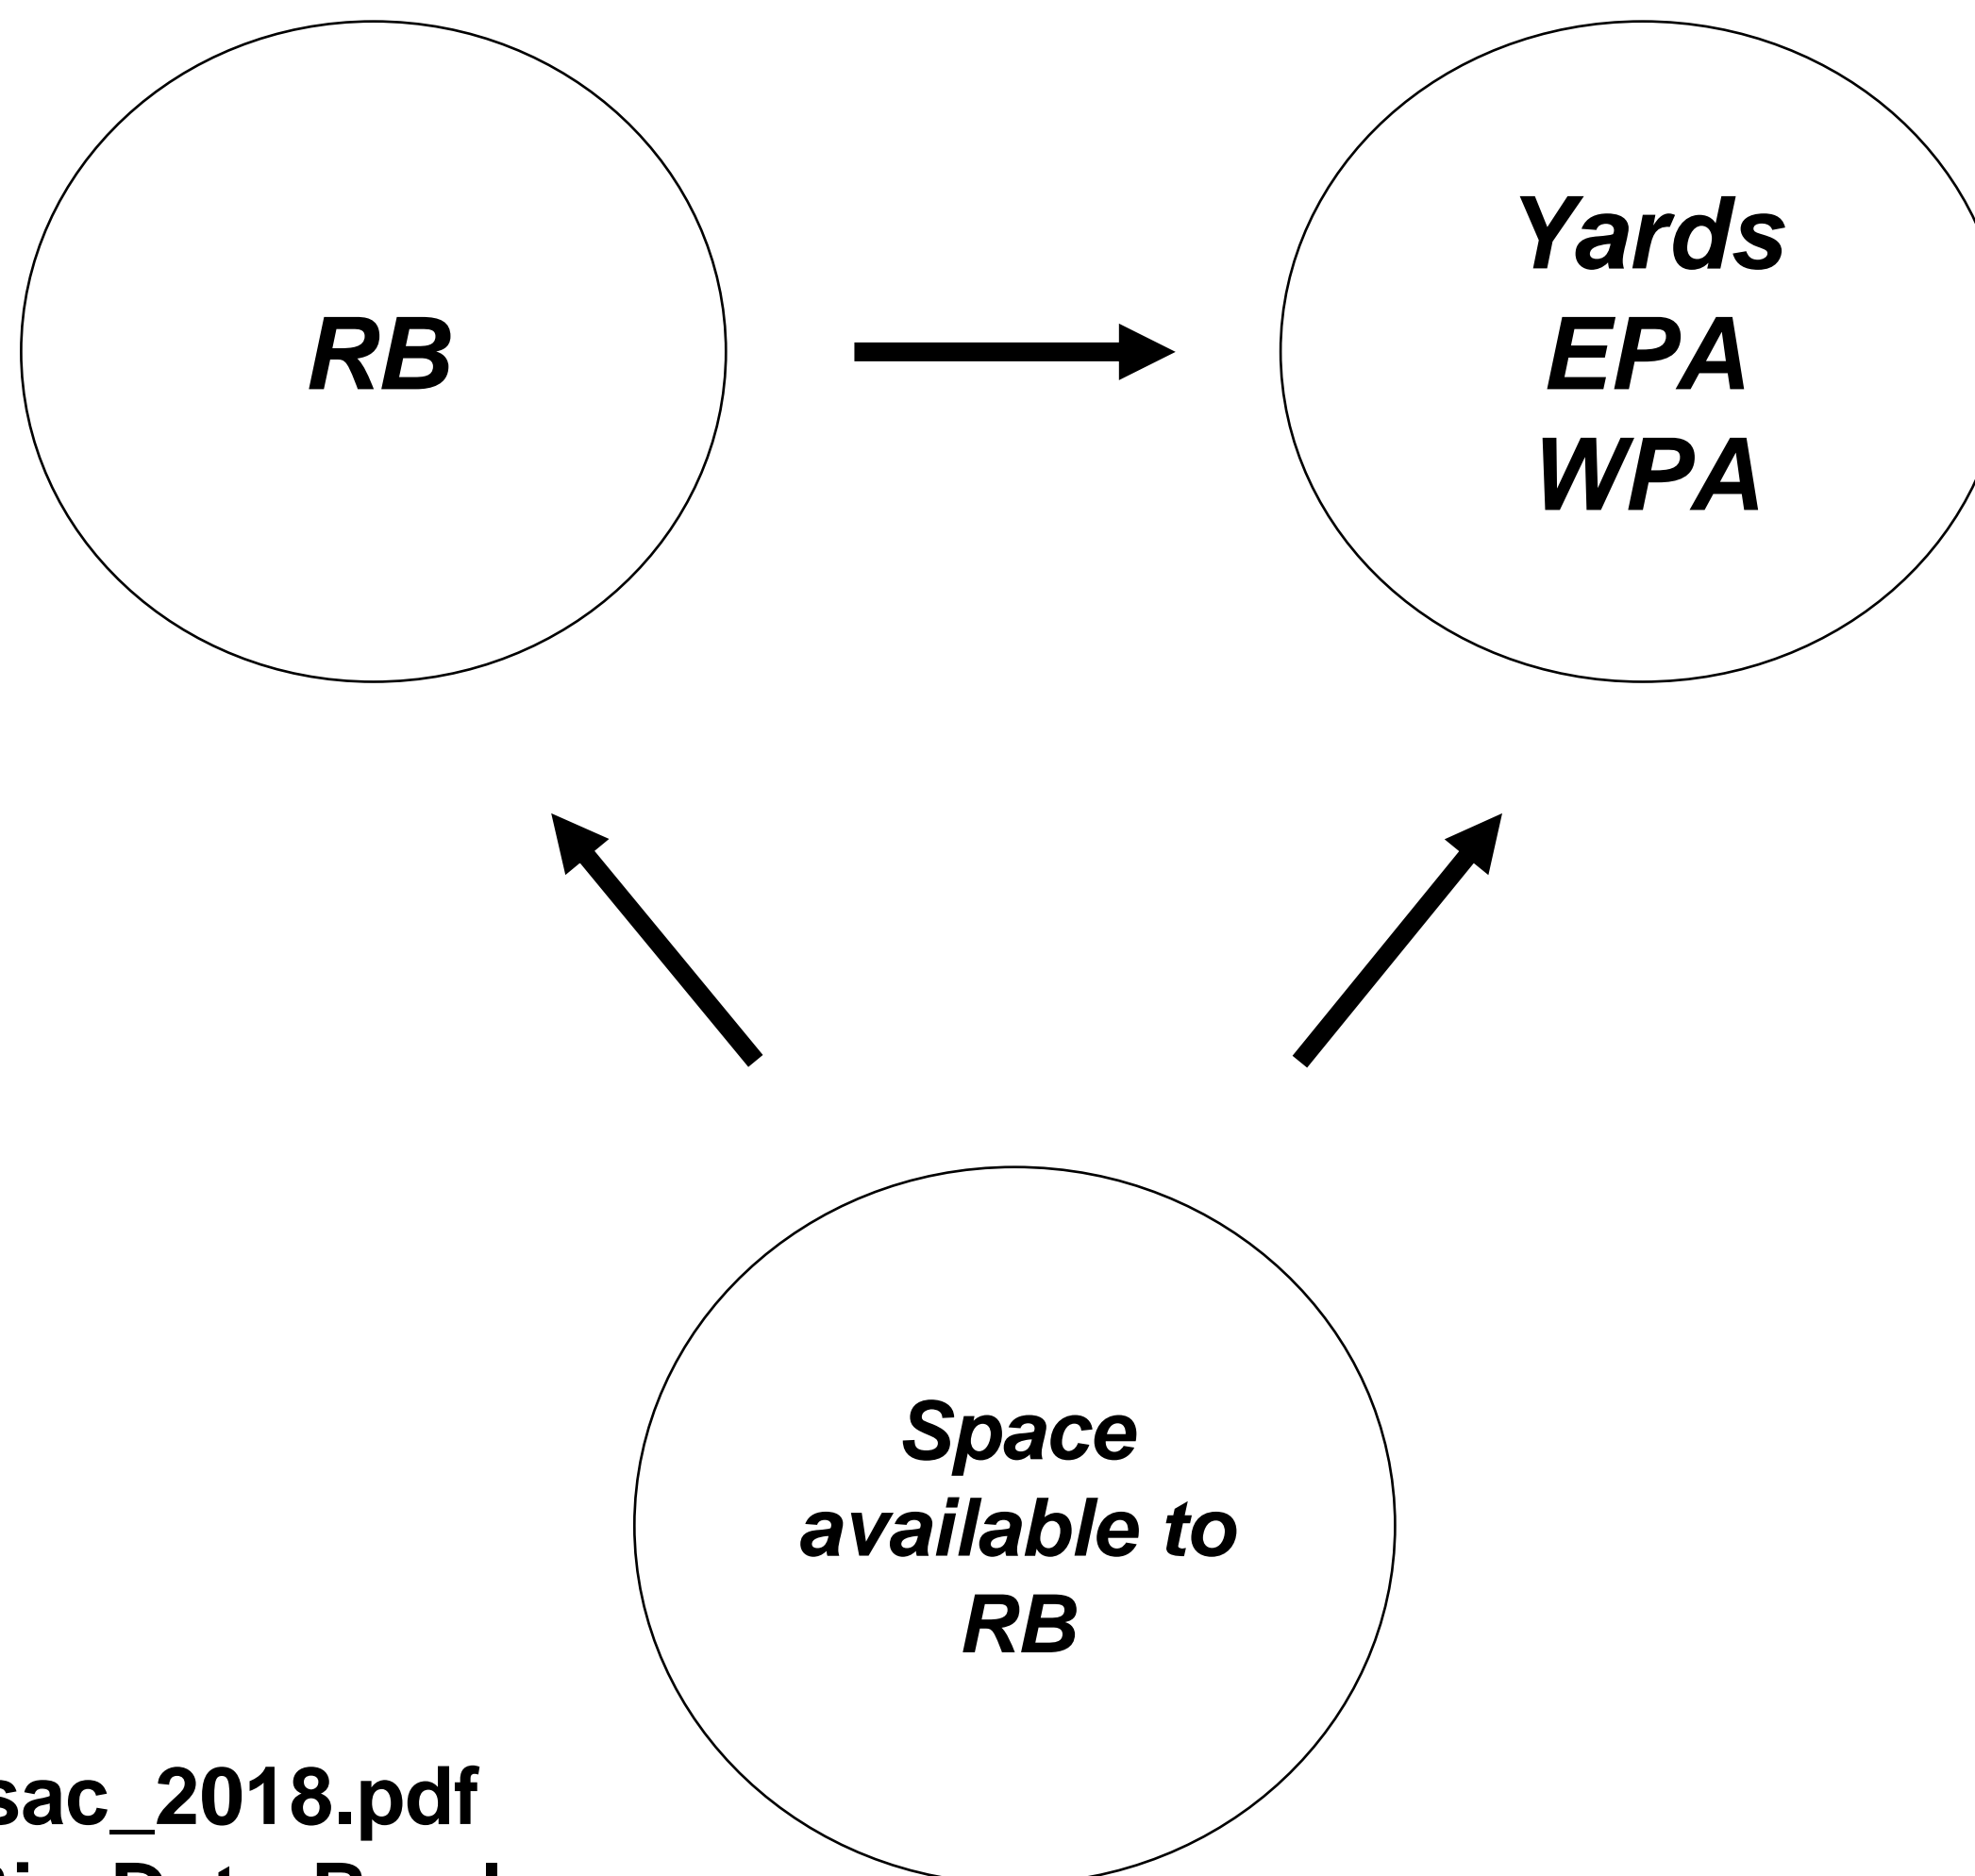 RB
Yards
EPA
WPA
Space
available to
RB
sac_2018.pdf